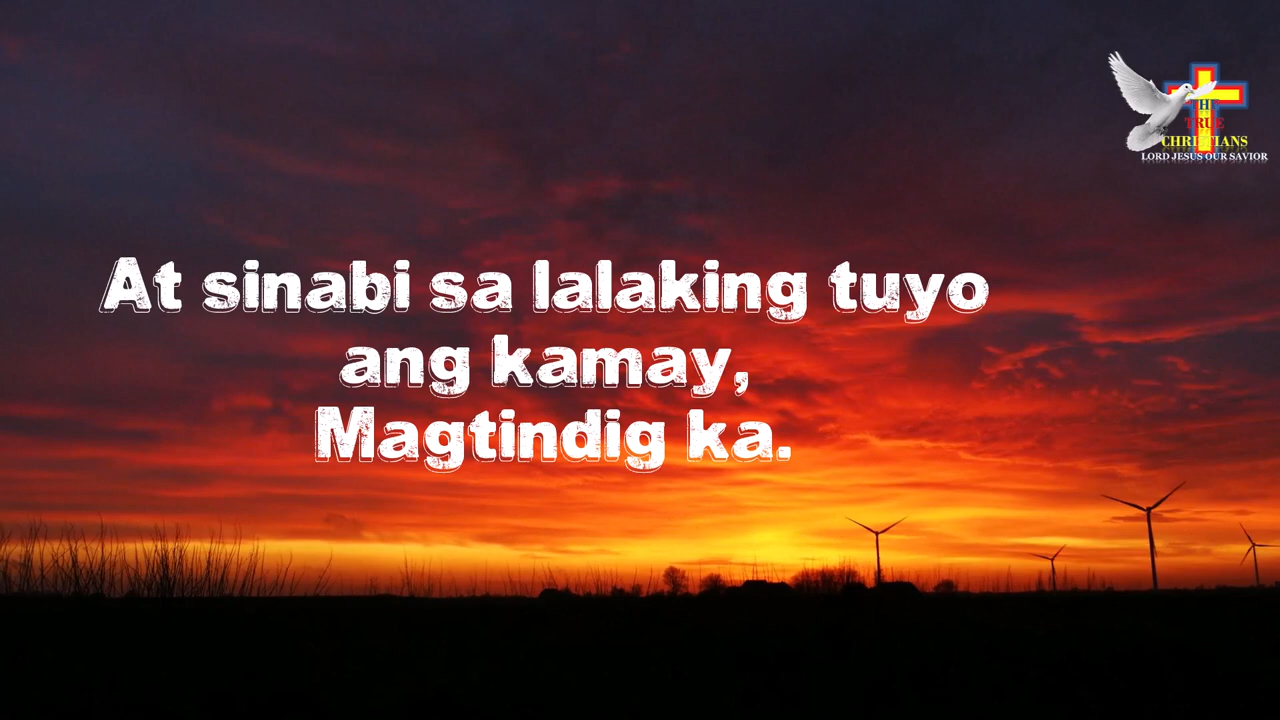 THE
TRUE
CHRISTIANS
LORD JESUS OUR SAVIOR
At sinabi sa lalaking tuyo
ang kamay,
Magtindig ka.